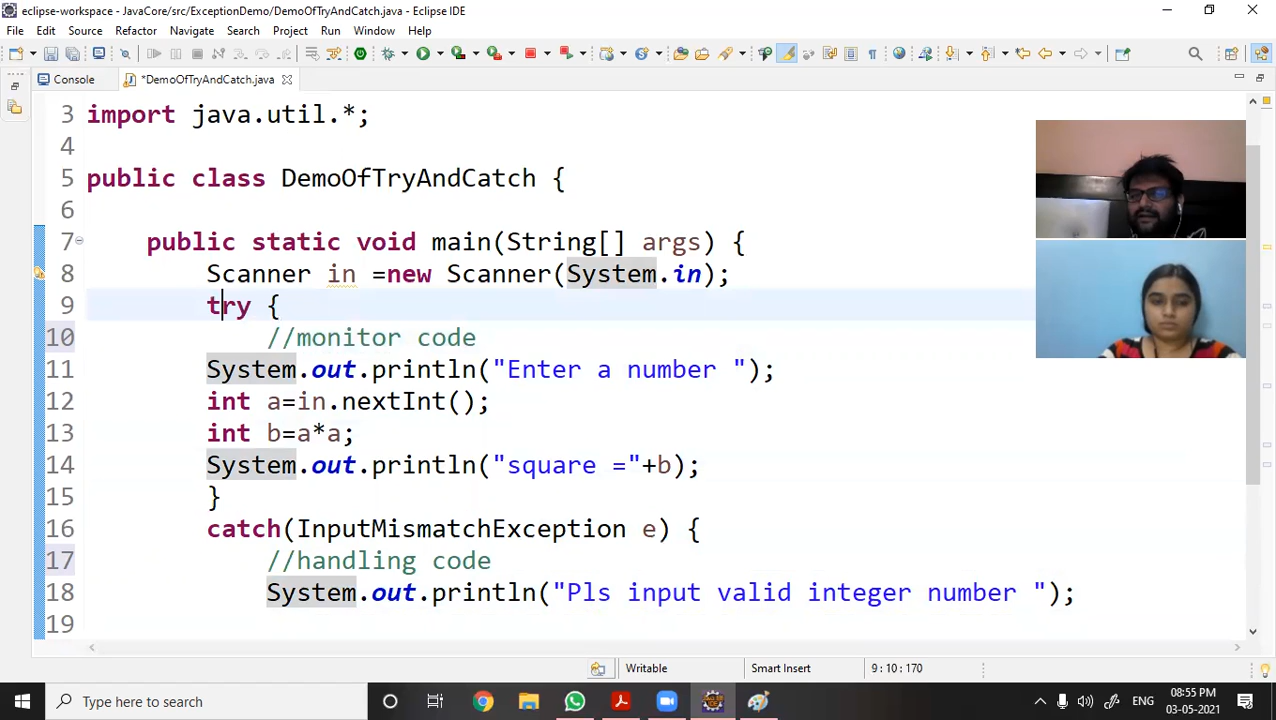 eclipse-workspace - JavaCore/src/ExceptionDemo/DemoOfTryAndCatch.java - Eclipse IDE
File Edit Source Refactor Navigate Search Project Run Window Help
Console *DemoOfTryAndCatch.java
3 import java.util.*;
4
5 public class DemoOfTryAndCatch {
6
7 public static void main(String[] args) {
8 Scanner in =new Scanner(System.in);
9 try {
10 //monitor code
11 System.out.println("Enter a number ");
12 int a=in.nextInt();
13 int b=a*a;
14 System.out.println("square ="+b);
15 }
16 catch(InputMismatchException e) {
17 //handling code
18 System.out.println("Pls input valid integer number ");
19
Writable Smart Insert 9 : 10 : 170
Type here to search
ENG
08:55 PM
03-05-2021